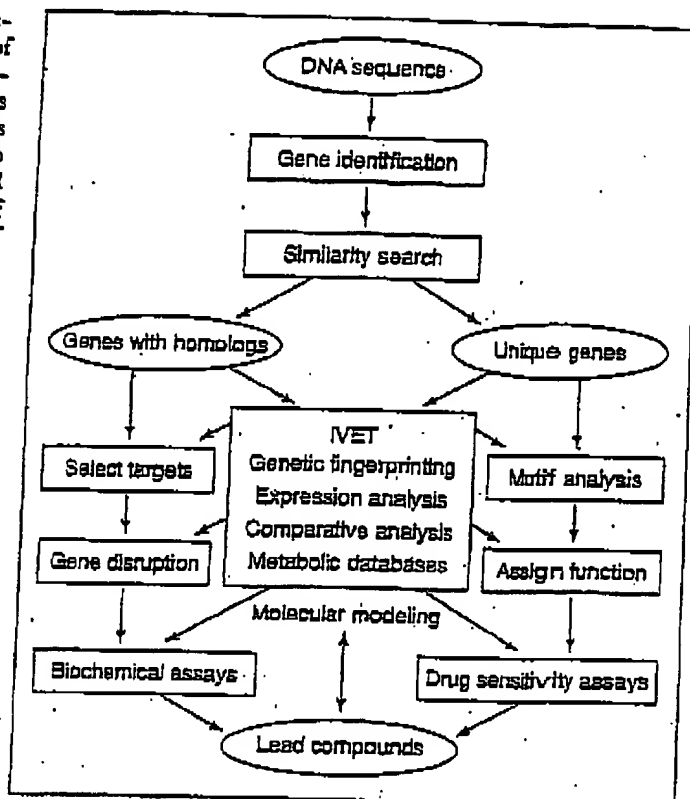 of
DNA sequence
Gene identification
Similarity search
Genes with homologs
Unique genes
IVET
Genetic fingerprinting
Expression analysis
Comparative analysis
Metabolic databases
Select targets
Motif analysis
Gene disruption
Assign function
Molecular modeling
Biochemical assays
Drug sensitivity assays
Lead compounds